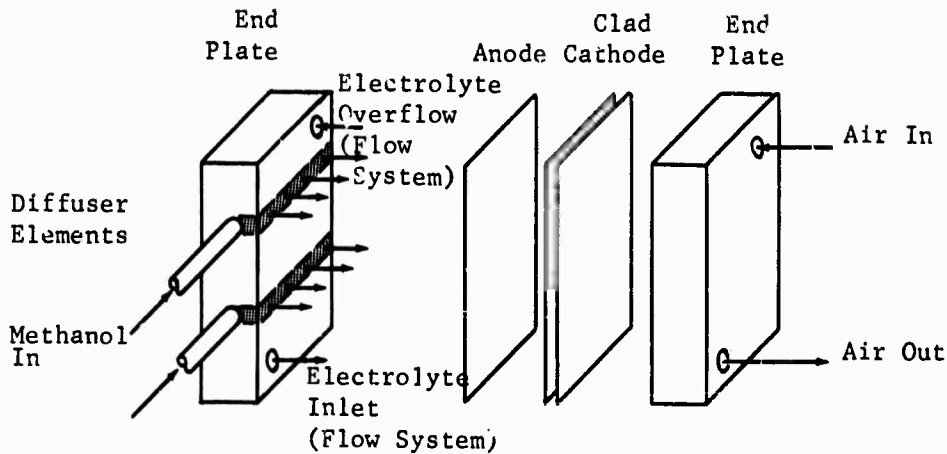 End
Plate
Anode
Clad
Cathode
End
Plate
Electrolyte
Overflow
(Flow
System)
Air In
Diffuser
Elements
Methanol
In
Air Out
Electrolyte
Inlet
(Flow System)